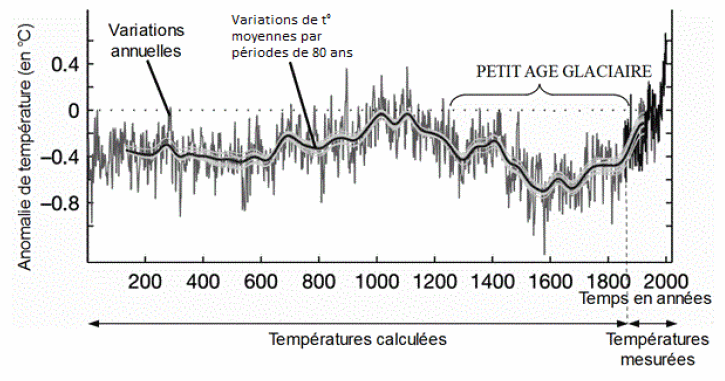 Variations
annuelles
Variations de t°
moyennes par
périodes de 80 ans
PETIT AGE GLACIAIRE
Anomalie de température (en °C)
0.4
0
−0.4
−0.8
200 400 600 800 1000 1200 1400 1600 1800 2000
Temps en années
Températures calculées
Températures
mesurées